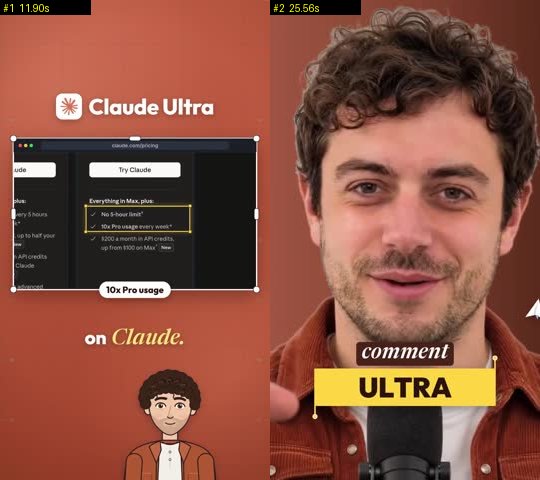 #1 11.90s
Claude Ultra
claude.com/pricing
ude
Try Claude
Everything in Max, plus:
very 5 hours
No 5-hour limit
10x Pro usage every week*
up to half your
New
$200 a month in API credits,
up from $100 on Max
New
n API credits
Claude
advanced
10x Pro usage
on Claude.
#2 25.56s
comment
ULTRA